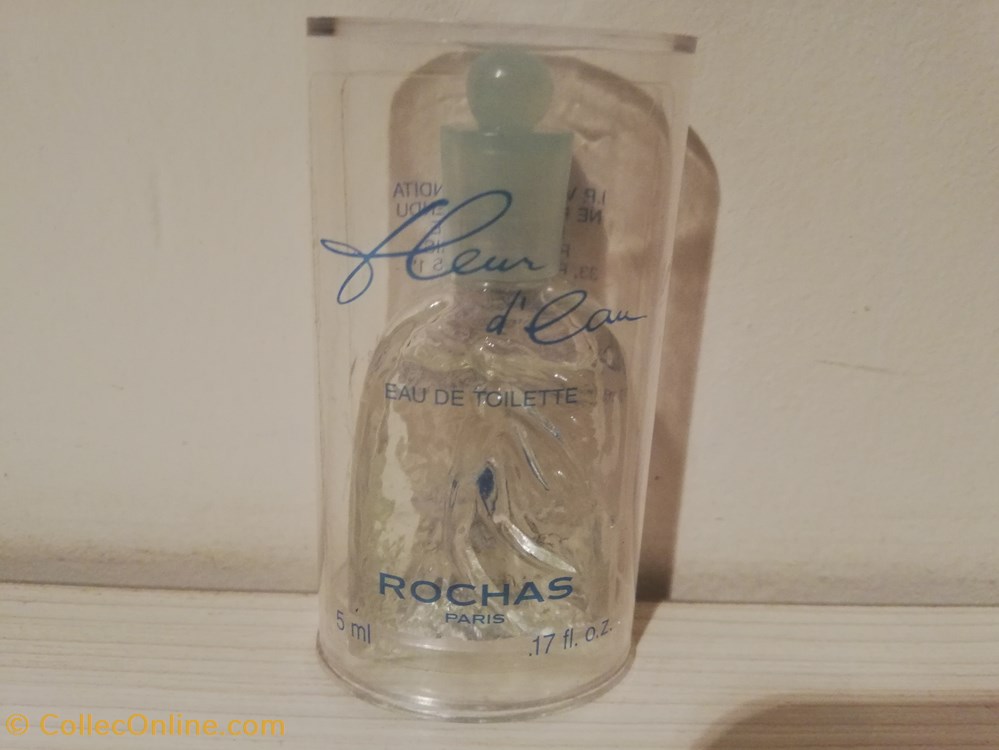 fleur
d'eau
EAU DE TOILETTE
ROCHAS
PARIS
5 ml
.17 fl. o.z.
© CollecOnline.com